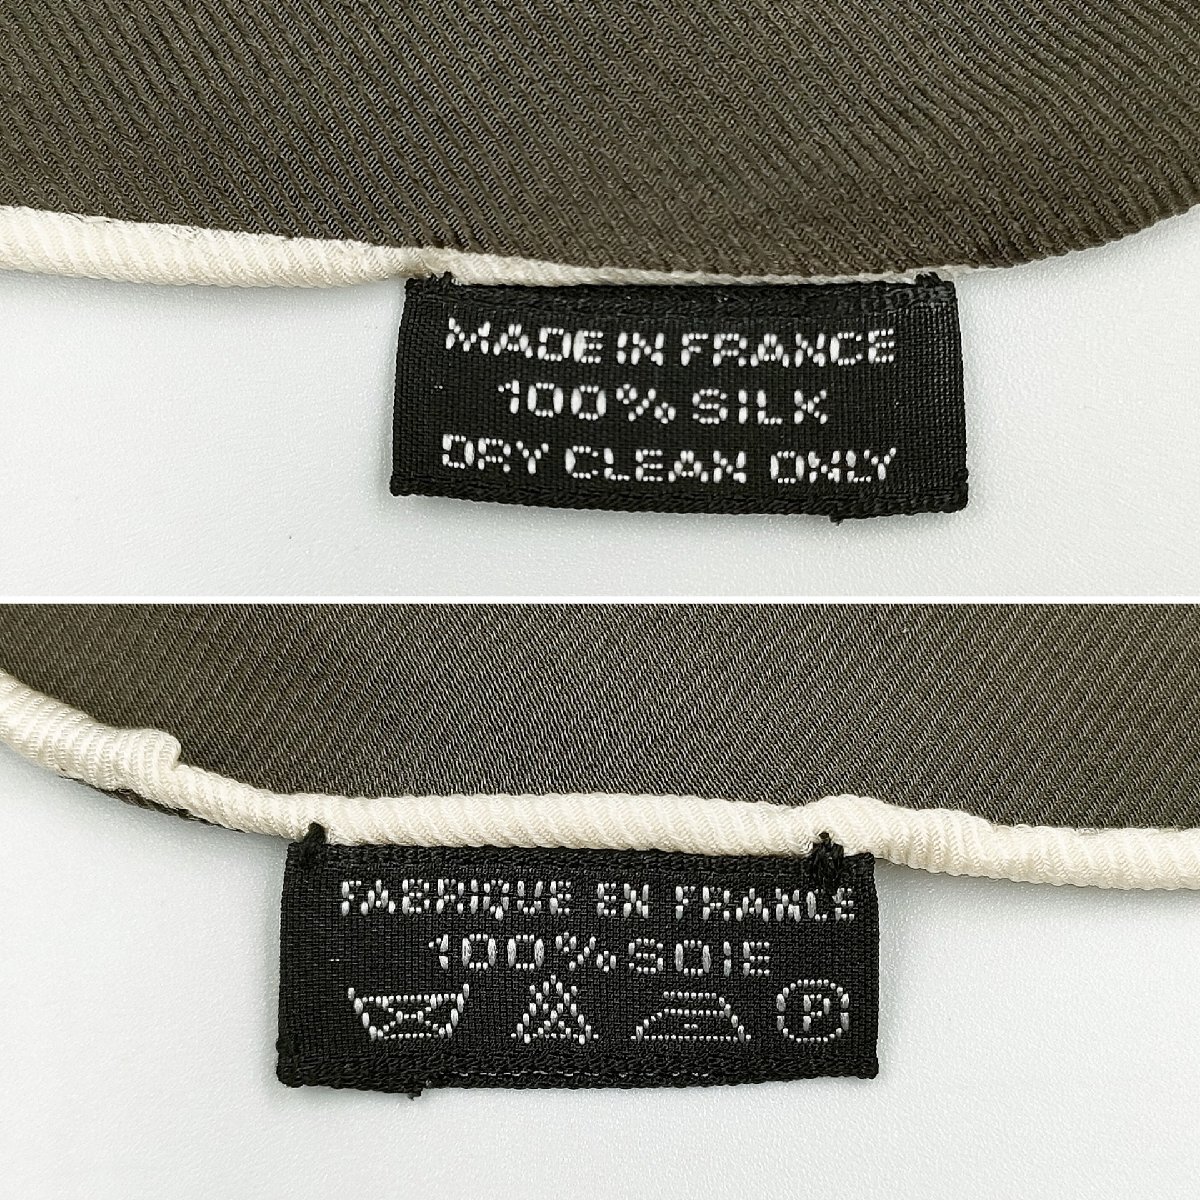 MADE IN FRANCE
100% SILK
DRY CLEAN ONLY
FABRIQUE EN FRANCE
100% SOIE
P